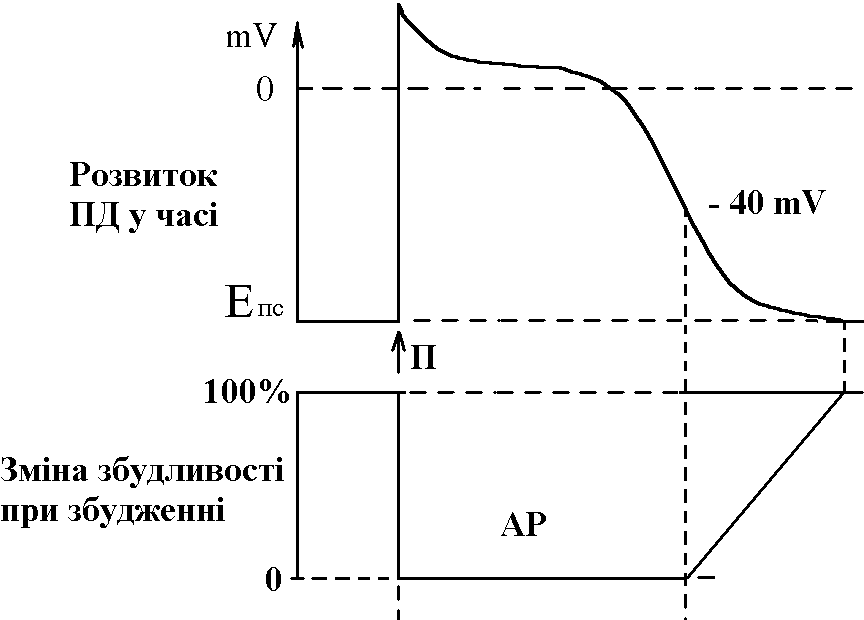 mV
0
Розвиток
ПД у часі
- 40 mV
Eпс
П
100%
Зміна збудливості
при збудженні
АР
0